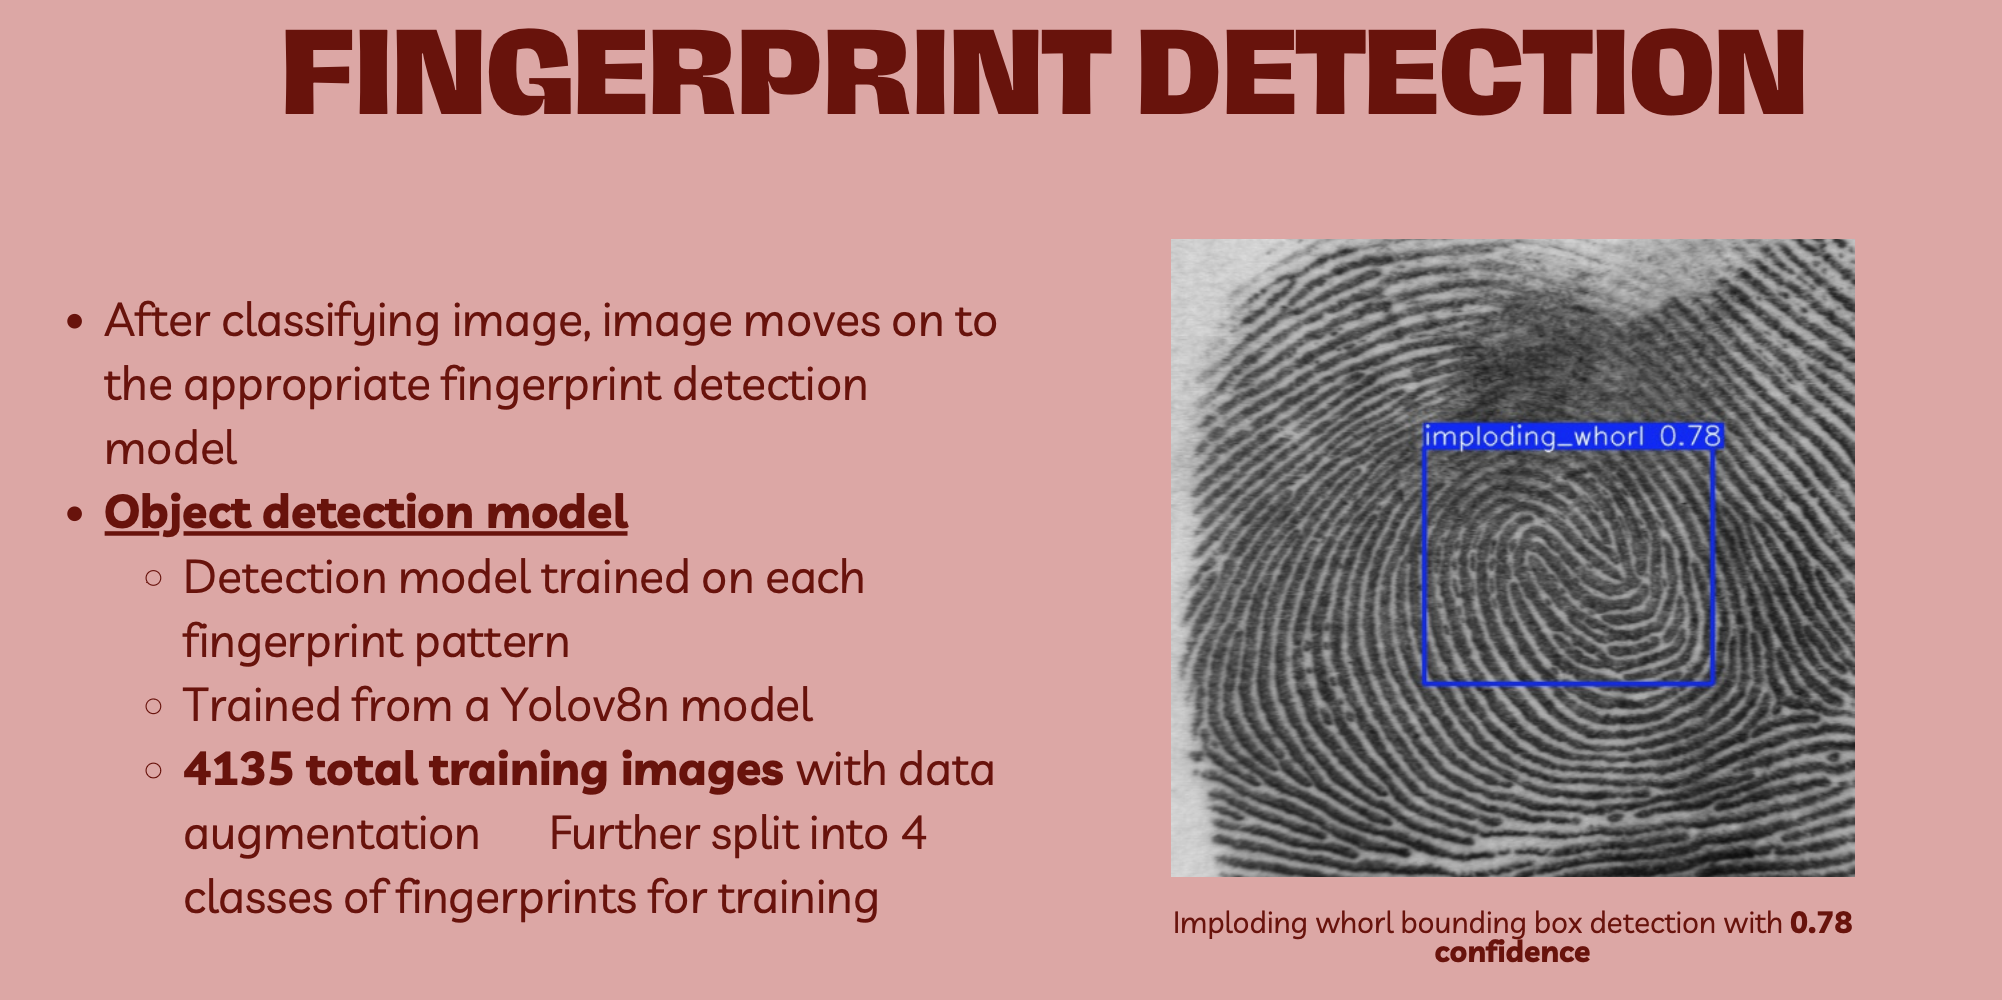 FINGERPRINT DETECTION
• After classifying image, image moves on to
the appropriate fingerprint detection
model
• Object detection model
○ Detection model trained on each
fingerprint pattern
○ Trained from a Yolov8n model
○ 4135 total training images with data
augmentation Further split into 4
classes of fingerprints for training
imploding_whorl 0.78
Imploding whorl bounding box detection with 0.78
confidence